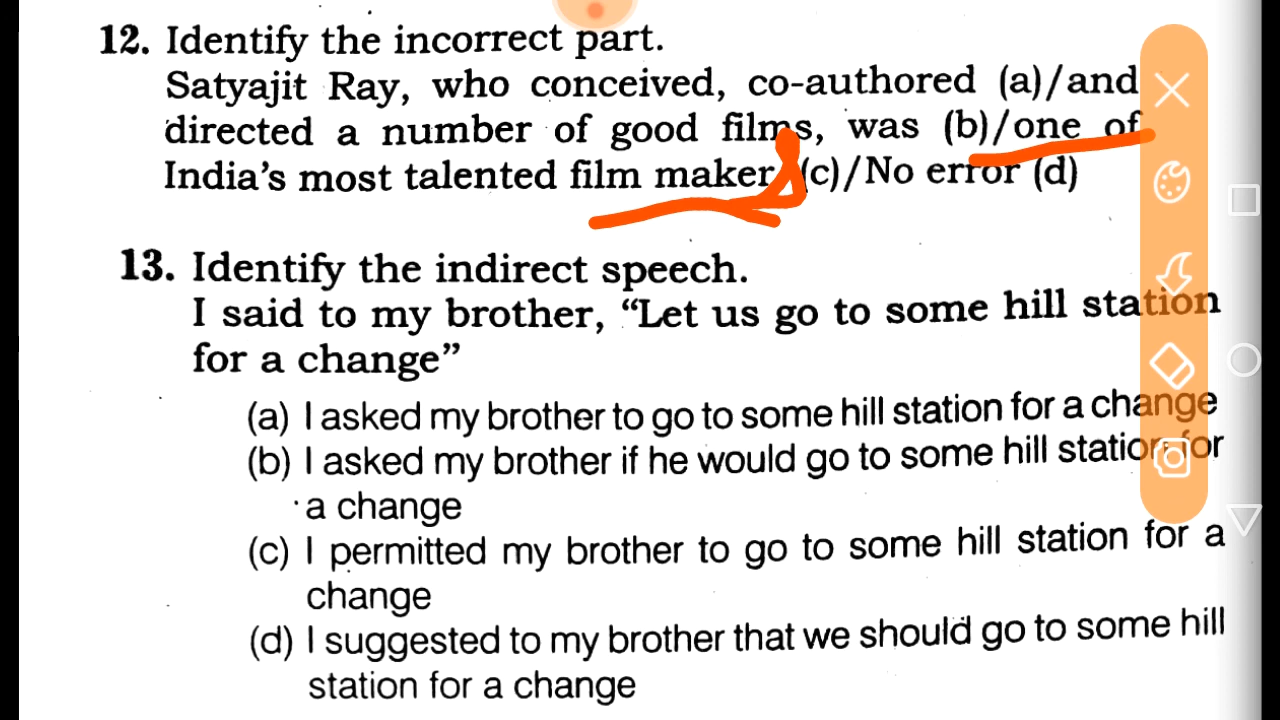 12. Identify the incorrect part.
Satyajit Ray, who conceived, co-authored (a)/and
directed a number of good films, was (b)/one of
India's most talented film maker (c)/No error (d)
13. Identify the indirect speech.
I said to my brother, “Let us go to some hill station
for a change”
(a) I asked my brother to go to some hill station for a change
(b) I asked my brother if he would go to some hill station for
a change
(c) I permitted my brother to go to some hill station for a
change
(d) I suggested to my brother that we should go to some hill
station for a change